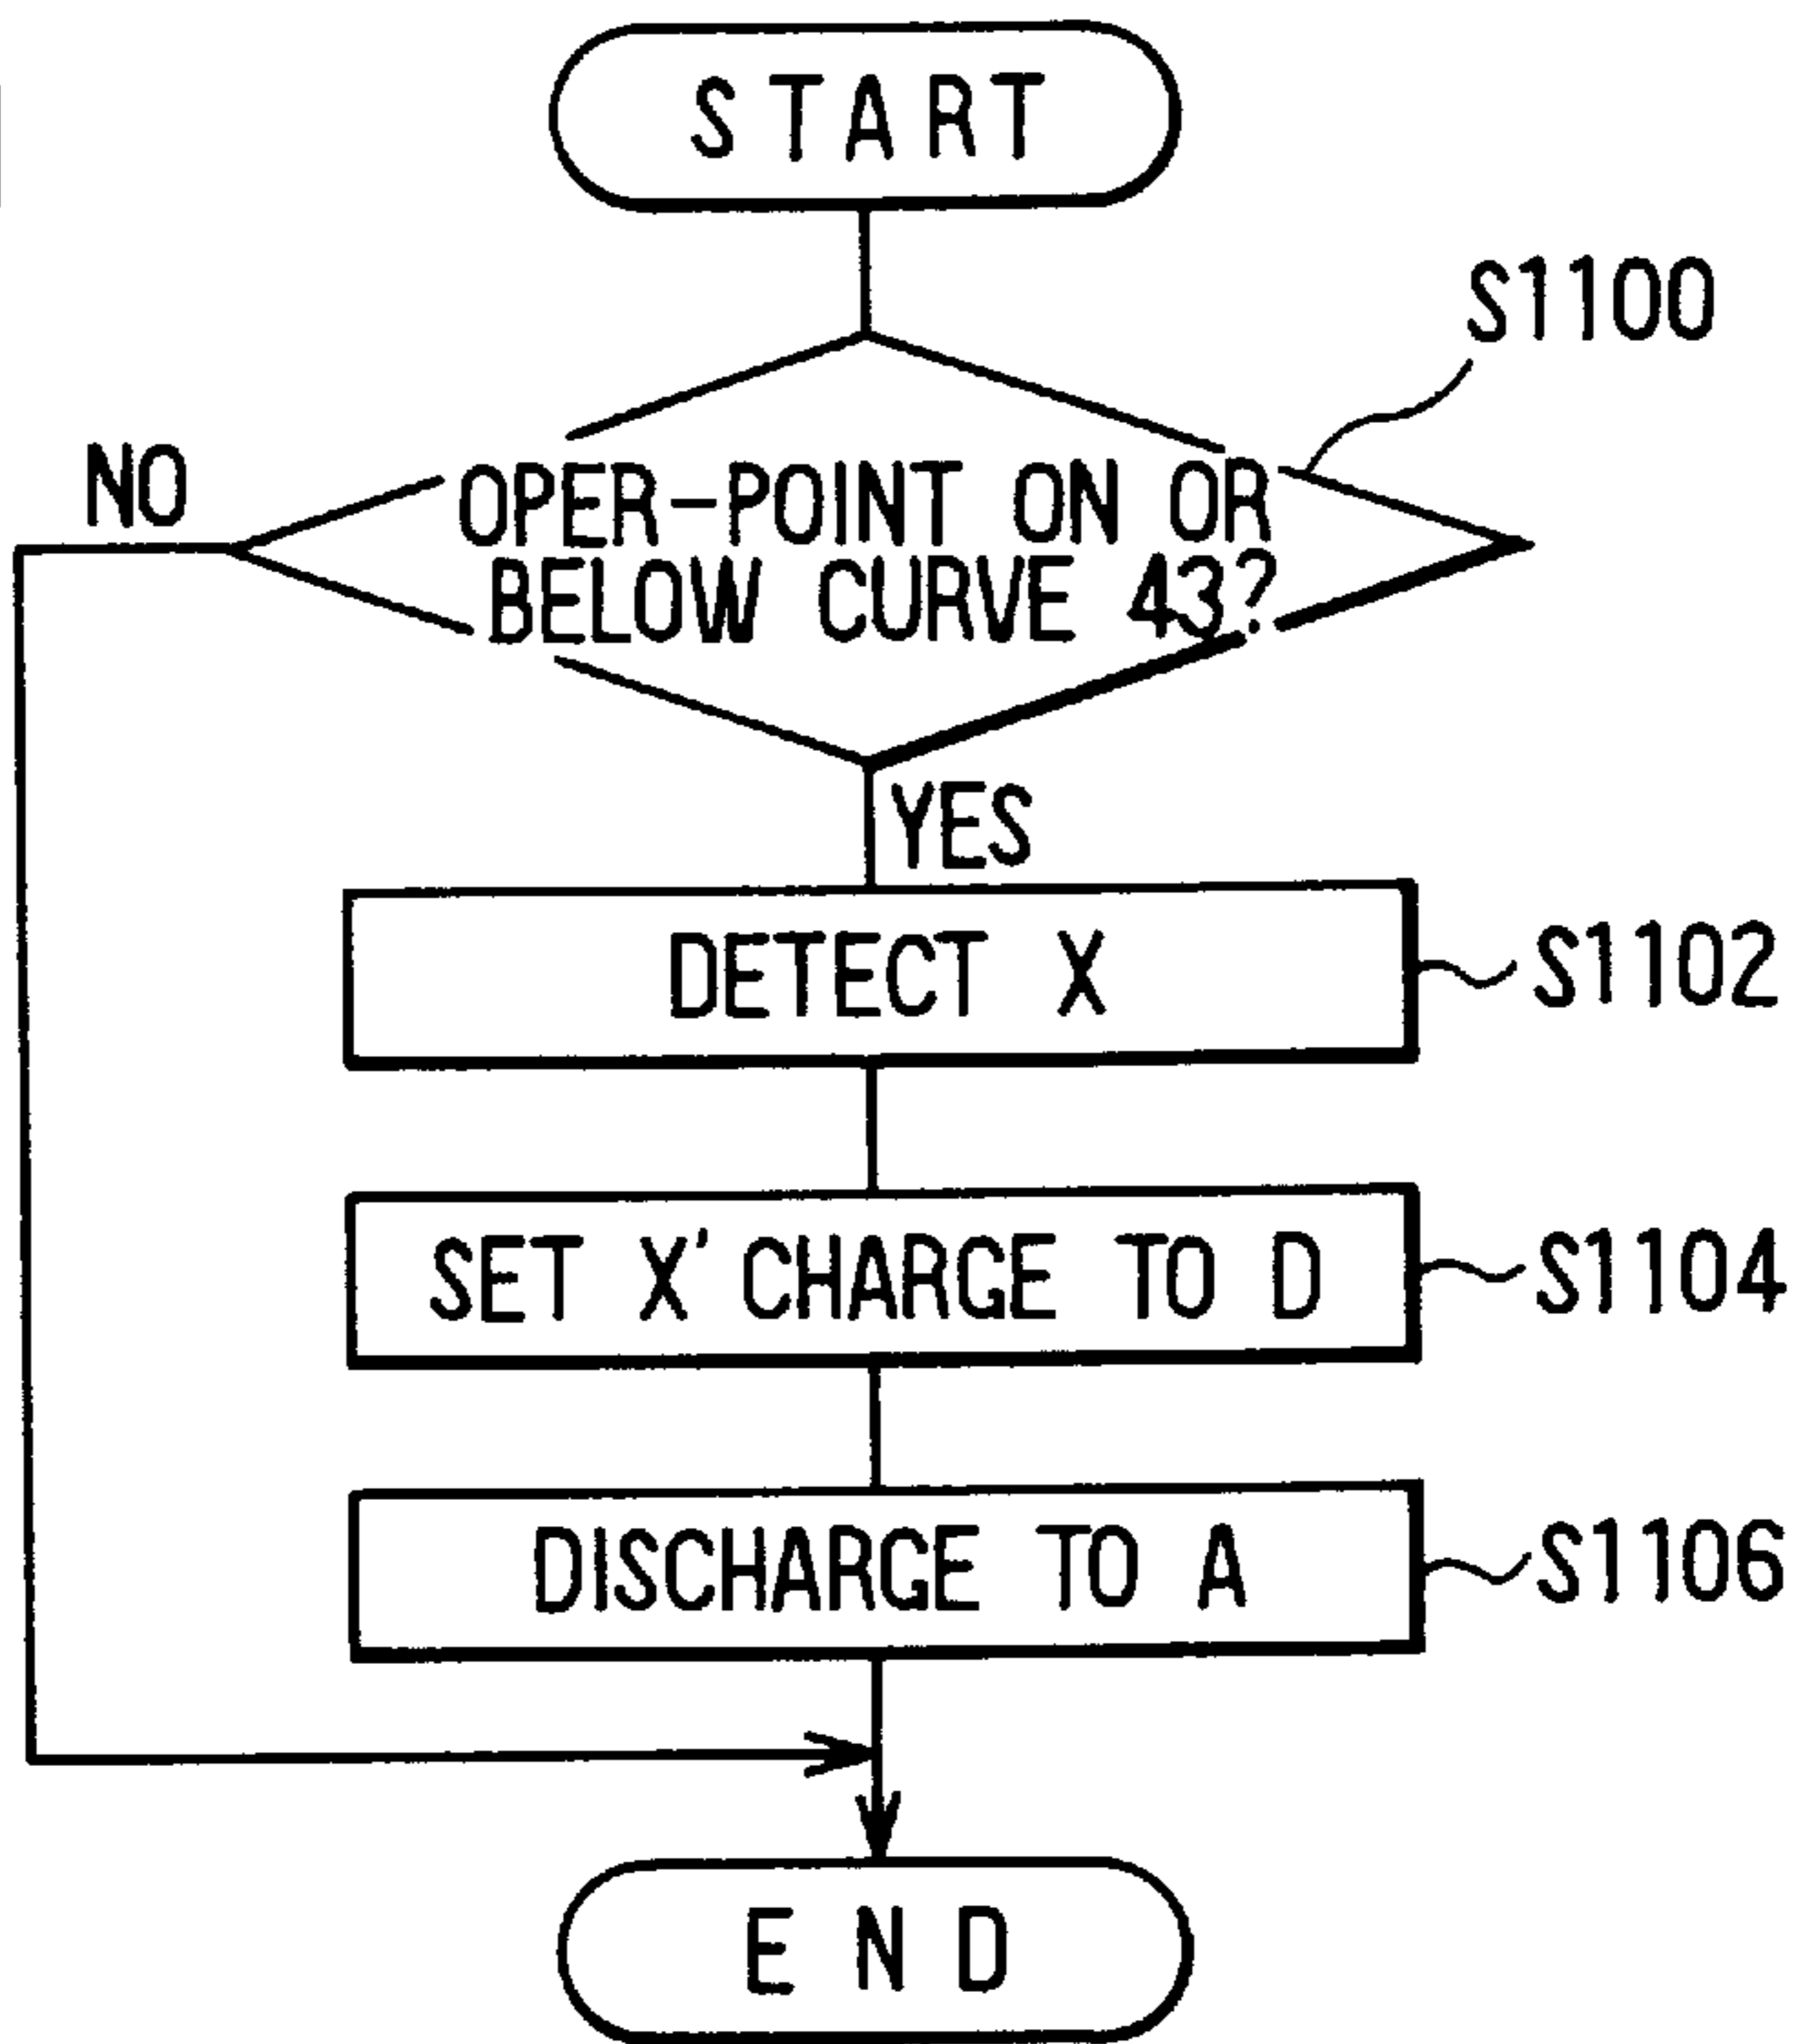 START
S1100
NO
OPER-POINT ON OR
BELOW CURVE 43?
YES
DETECT X
S1102
SET X' CHARGE TO D
S1104
DISCHARGE TO A
S1106
END